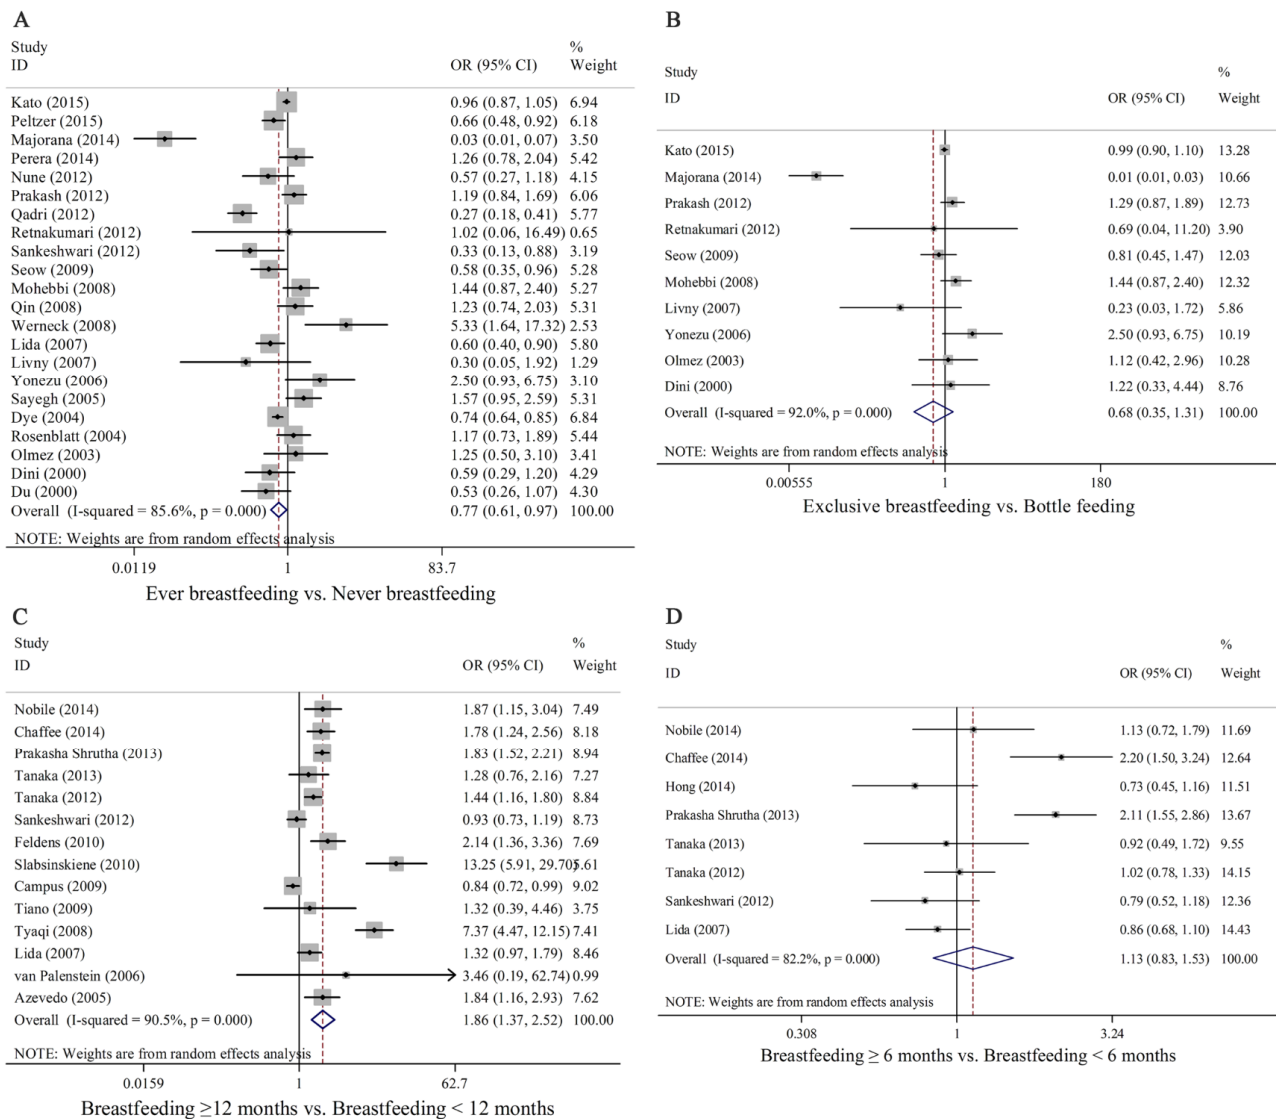 A
Study %
ID OR (95% CI) Weight
Kato (2015) 0.96 (0.87, 1.05) 6.94
Peltzer (2015) 0.66 (0.48, 0.92) 6.18
Majorana (2014) 0.03 (0.01, 0.07) 3.50
Perera (2014) 1.26 (0.78, 2.04) 5.42
Nune (2012) 0.57 (0.27, 1.18) 4.15
Prakash (2012) 1.19 (0.84, 1.69) 6.06
Qadri (2012) 0.27 (0.18, 0.41) 5.77
Retnakumari (2012) 1.02 (0.06, 16.49) 0.65
Sankeshwari (2012) 0.33 (0.13, 0.88) 3.19
Seow (2009) 0.58 (0.35, 0.96) 5.28
Mohebbi (2008) 1.44 (0.87, 2.40) 5.27
Qin (2008) 1.23 (0.74, 2.03) 5.31
Werneck (2008) 5.33 (1.64, 17.32) 2.53
Lida (2007) 0.60 (0.40, 0.90) 5.80
Livny (2007) 0.30 (0.05, 1.92) 1.29
Yonezu (2006) 2.50 (0.93, 6.75) 3.10
Sayegh (2005) 1.57 (0.95, 2.59) 5.31
Dye (2004) 0.74 (0.64, 0.85) 6.84
Rosenblatt (2004) 1.17 (0.73, 1.89) 5.44
Olmez (2003) 1.25 (0.50, 3.10) 3.41
Dini (2000) 0.59 (0.29, 1.20) 4.29
Du (2000) 0.53 (0.26, 1.07) 4.30
Overall (I-squared = 85.6%, p = 0.000) 0.77 (0.61, 0.97) 100.00
NOTE: Weights are from random effects analysis
0.0119 1 83.7
Ever breastfeeding vs. Never breastfeeding
B
Study %
ID OR (95% CI) Weight
Kato (2015) 0.99 (0.90, 1.10) 13.28
Majorana (2014) 0.01 (0.01, 0.03) 10.66
Prakash (2012) 1.29 (0.87, 1.89) 12.73
Retnakumari (2012) 0.69 (0.04, 11.20) 3.90
Seow (2009) 0.81 (0.45, 1.47) 12.03
Mohebbi (2008) 1.44 (0.87, 2.40) 12.32
Livny (2007) 0.23 (0.03, 1.72) 5.86
Yonezu (2006) 2.50 (0.93, 6.75) 10.19
Olmez (2003) 1.12 (0.42, 2.96) 10.28
Dini (2000) 1.22 (0.33, 4.44) 8.76
Overall (I-squared = 92.0%, p = 0.000) 0.68 (0.35, 1.31) 100.00
NOTE: Weights are from random effects analysis
0.00555 1 180
Exclusive breastfeeding vs. Bottle feeding
C
Study %
ID OR (95% CI) Weight
Nobile (2014) 1.87 (1.15, 3.04) 7.49
Chaffee (2014) 1.78 (1.24, 2.56) 8.18
Prakasha Shrutha (2013) 1.83 (1.52, 2.21) 8.94
Tanaka (2013) 1.28 (0.76, 2.16) 7.27
Tanaka (2012) 1.44 (1.16, 1.80) 8.84
Sankeshwari (2012) 0.93 (0.73, 1.19) 8.73
Feldens (2010) 2.14 (1.36, 3.36) 7.69
Slabsinskiene (2010) 13.25 (5.91, 29.70) 5.61
Campus (2009) 0.84 (0.72, 0.99) 9.02
Tiano (2009) 1.32 (0.39, 4.46) 3.75
Tyaqi (2008) 7.37 (4.47, 12.15) 7.41
Lida (2007) 1.32 (0.97, 1.79) 8.46
van Palenstein (2006) 3.46 (0.19, 62.74) 0.99
Azevedo (2005) 1.84 (1.16, 2.93) 7.62
Overall (I-squared = 90.5%, p = 0.000) 1.86 (1.37, 2.52) 100.00
NOTE: Weights are from random effects analysis
0.0159 1 62.7
Breastfeeding ≥12 months vs. Breastfeeding < 12 months
D
Study %
ID OR (95% CI) Weight
Nobile (2014) 1.13 (0.72, 1.79) 11.69
Chaffee (2014) 2.20 (1.50, 3.24) 12.64
Hong (2014) 0.73 (0.45, 1.16) 11.51
Prakasha Shrutha (2013) 2.11 (1.55, 2.86) 13.67
Tanaka (2013) 0.92 (0.49, 1.72) 9.55
Tanaka (2012) 1.02 (0.78, 1.33) 14.15
Sankeshwari (2012) 0.79 (0.52, 1.18) 12.36
Lida (2007) 0.86 (0.68, 1.10) 14.43
Overall (I-squared = 82.2%, p = 0.000) 1.13 (0.83, 1.53) 100.00
NOTE: Weights are from random effects analysis
0.308 1 3.24
Breastfeeding ≥ 6 months vs. Breastfeeding < 6 months